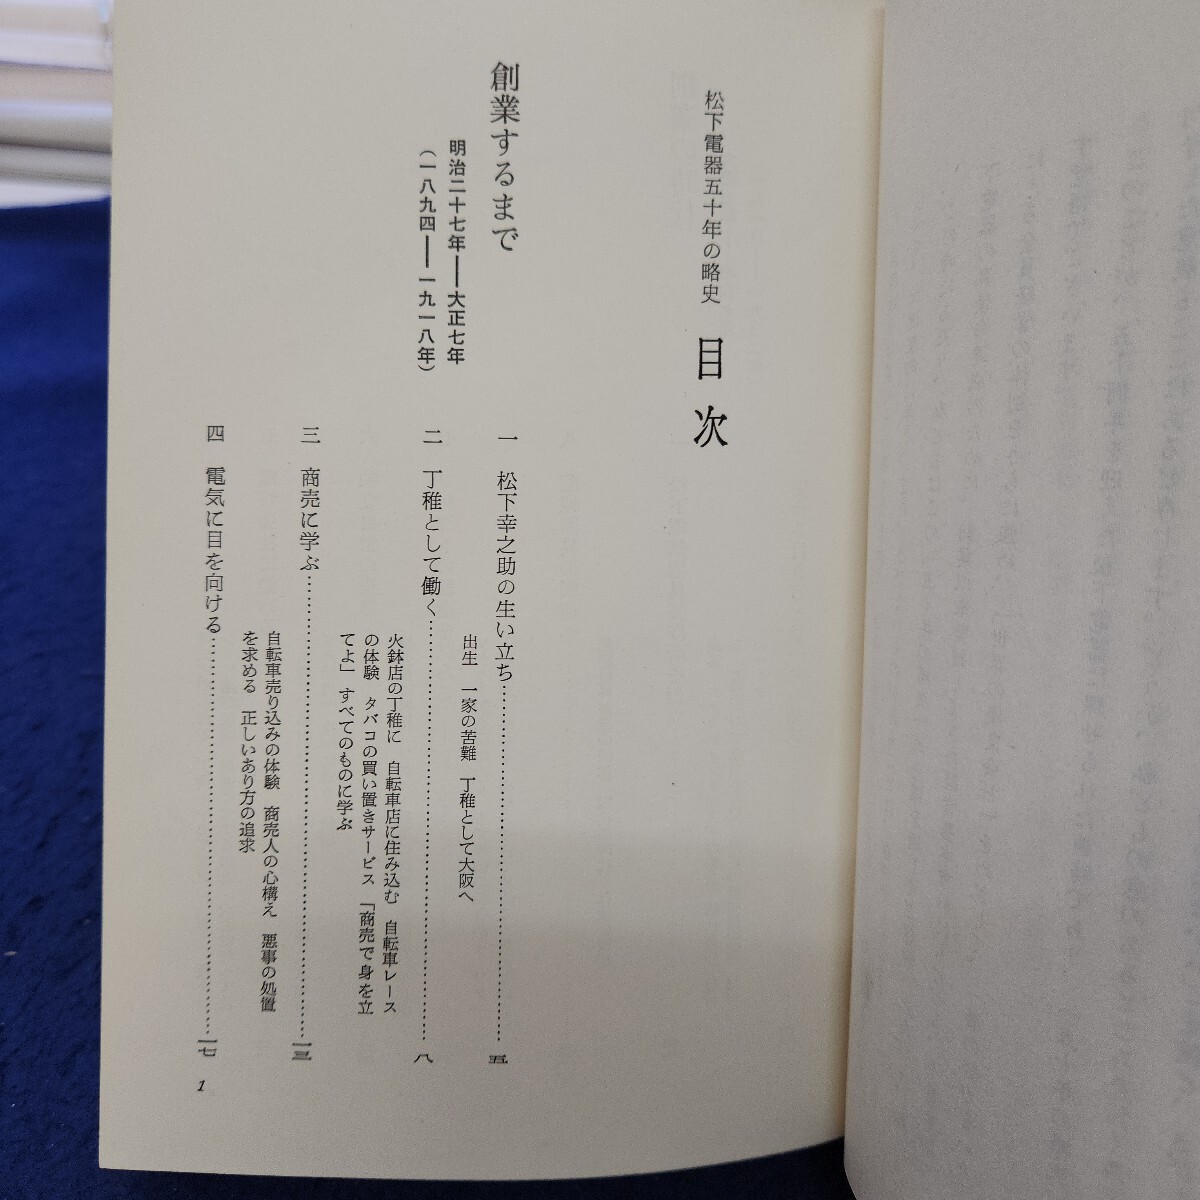 松下電器五十年の略史 目次
創業するまで
明治二十七年――大正七年
(一八九四――一九一八年)
一 松下幸之助の生い立ち……五
出生 一家の苦難 丁稚として大阪へ
二 丁稚として働く……八
火鉢店の丁稚に 自転車店に住み込む 自転車レース
の体験 タバコの買い置きサービス 「商売で身を立
てよ」 すべてのものに学ぶ
三 商売に学ぶ……一三
自転車売り込みの体験 商売人の心構え 悪事の処置
を求める 正しいあり方の追求
四 電気に目を向ける……一七
1